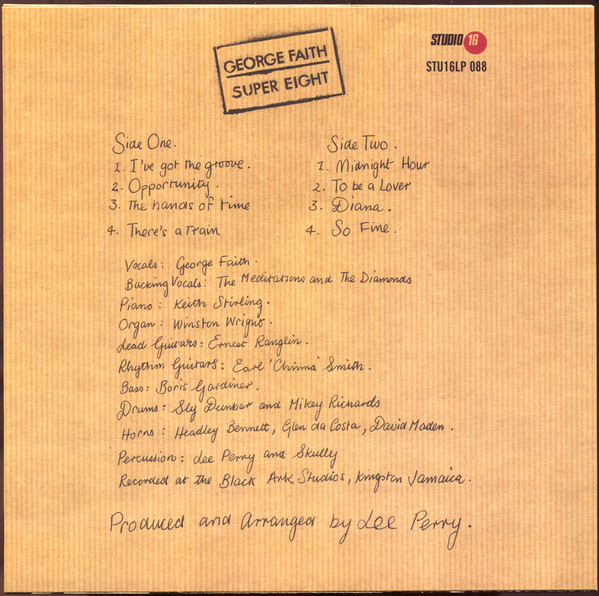 GEORGE FAITH
SUPER EIGHT
STUDIO 16
STU16LP 088
Side One.
1. I've got the groove.
2. Opportunity.
3. The hands of time
4. There's a train
Side Two.
1. Midnight Hour
2. To be a Lover
3. Diana.
4. So Fine.
Vocals: George Faith.
Backing Vocals: The Meditations and The Diamonds
Piano: Keith Stirling.
Organ: Winston Wright.
Lead Guitars: Ernest Ranglin.
Rhythm Guitars: Earl 'Chinna' Smith.
Bass: Boris Gardiner.
Drums: Sly Dunbar and Mikey Richards
Horns: Headley Bennett, Glen da Costa, David Maden.
Percussion: Lee Perry and Skully
Recorded at the Black Ark Studios, Kingston Jamaica.
Produced and Arranged by Lee Perry.